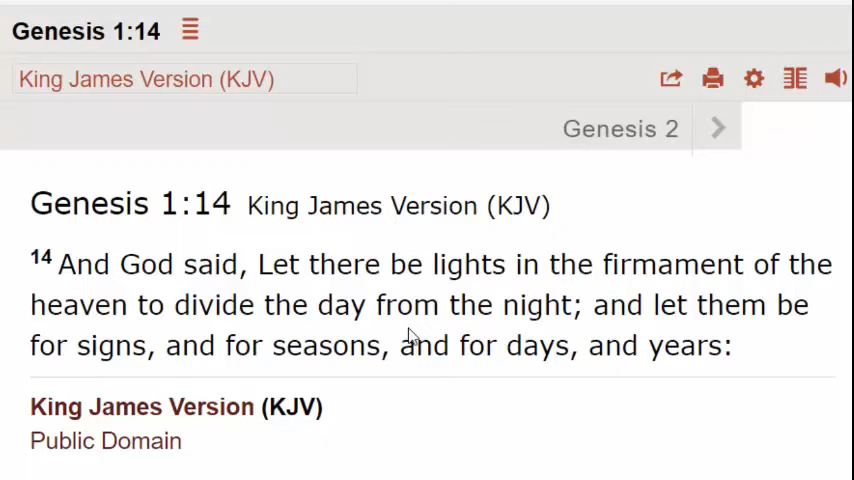 Genesis 1:14
King James Version (KJV)
Genesis 2
Genesis 1:14 King James Version (KJV)
14 And God said, Let there be lights in the firmament of the
heaven to divide the day from the night; and let them be
for signs, and for seasons, and for days, and years:
King James Version (KJV)
Public Domain